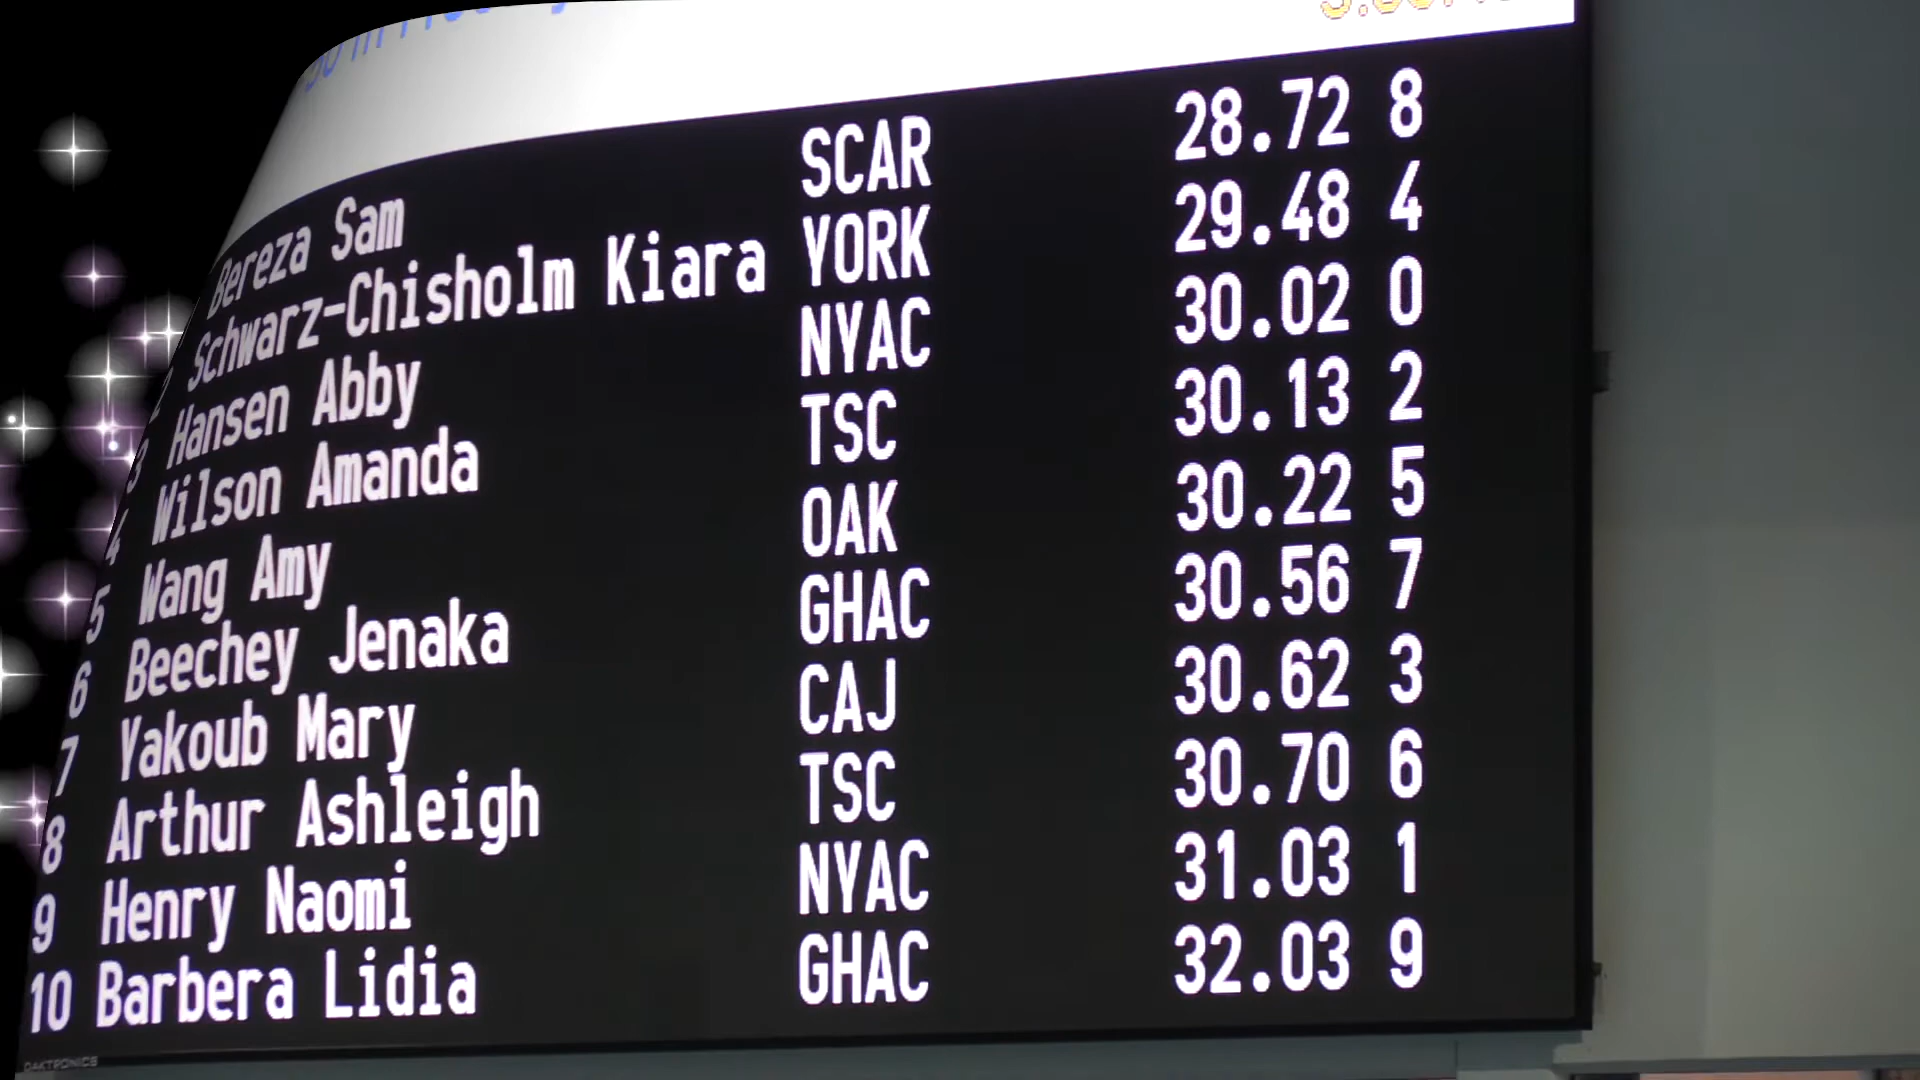 Bereza Sam SCAR 28.72 8
2 Schwarz-Chisholm Kiara YORK 29.48 4
3 Hansen Abby NYAC 30.02 0
4 Wilson Amanda TSC 30.13 2
5 Wang Amy OAK 30.22 5
6 Beechey Jenaka GHAC 30.56 7
7 Yakoub Mary CAJ 30.62 3
8 Arthur Ashleigh TSC 30.70 6
9 Henry Naomi NYAC 31.03 1
10 Barbera Lidia GHAC 32.03 9
DAKTRONICS